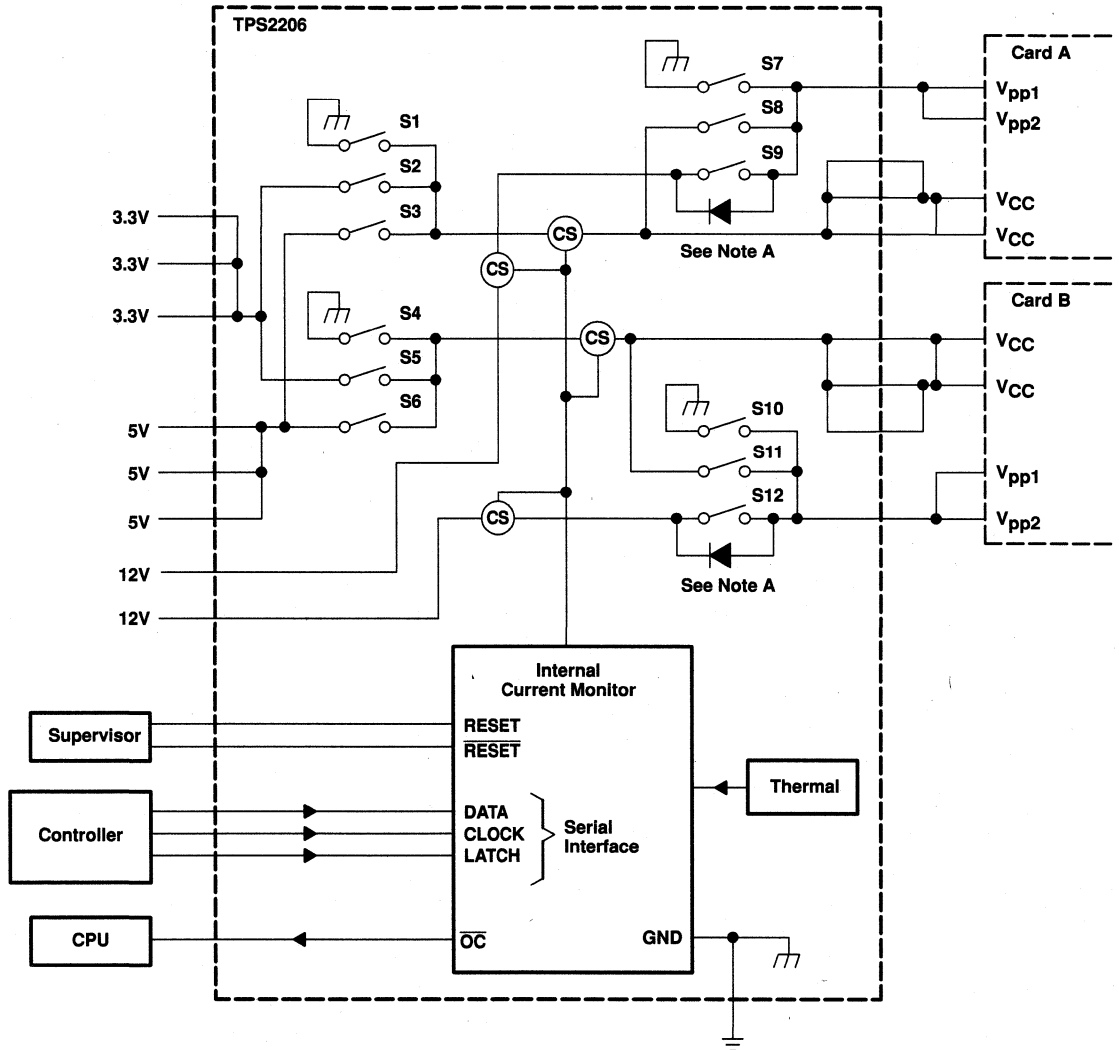 TPS2206
Card A
S7
Vpp1
S8
Vpp2
S1
S9
S2
VCC
3.3V
S3
CS
VCC
See Note A
3.3V
CS
Card B
3.3V
S4
CS
VCC
S5
VCC
S6
S10
5V
S11
5V
Vpp1
S12
5V
CS
Vpp2
See Note A
12V
12V
Internal
Current Monitor
Supervisor
RESET
R̅E̅S̅E̅T̅
Thermal
Controller
DATA
CLOCK
LATCH
Serial
Interface
CPU
O̅C̅
GND